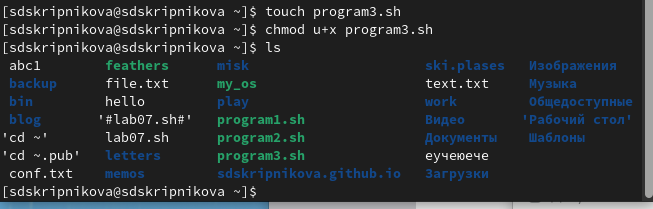 [sdskripnikova@sdskripnikova ~]$ touch program3.sh
[sdskripnikova@sdskripnikova ~]$ chmod u+x program3.sh
[sdskripnikova@sdskripnikova ~]$ ls
abc1 feathers misk ski.plases Изображения
backup file.txt my_os text.txt Музыка
bin hello play work Общедоступные
blog '#lab07.sh#' program1.sh Видео 'Рабочий стол'
'cd ~' lab07.sh program2.sh Документы Шаблоны
'cd ~.pub' letters program3.sh еучеюече
conf.txt memos sdskripnikova.github.io Загрузки
[sdskripnikova@sdskripnikova ~]$